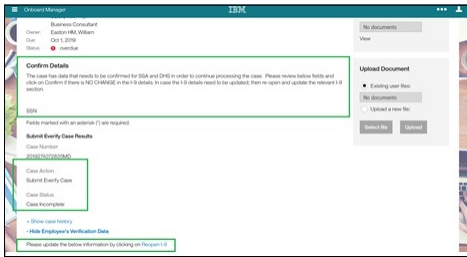 Onboard Manager
IBM
Business Consultant
Owner: Easton HM, William
Due: Oct 1, 2019
Status: overdue
No documents
View
Confirm Details
The case has data that needs to be confirmed for SSA and DHS in order to continue processing the case. Please review below fields and
click on Confirm if there is NO CHANGE in the I-9 details. In case the I-9 details need to be updated; then re-open and update the relevant I-9
section.
SSN
Upload Document
Existing user files:
No documents
Upload a new file:
Select file Upload
Fields marked with an asterisk (*) are required.
Submit Everify Case Results
Case Number
2019274072835MD
Case Action
Submit Everify Case
Case Status
Case Incomplete
+ Show case history
- Hide Employee's Verification Data
Please update the below information by clicking on Reopen I-9